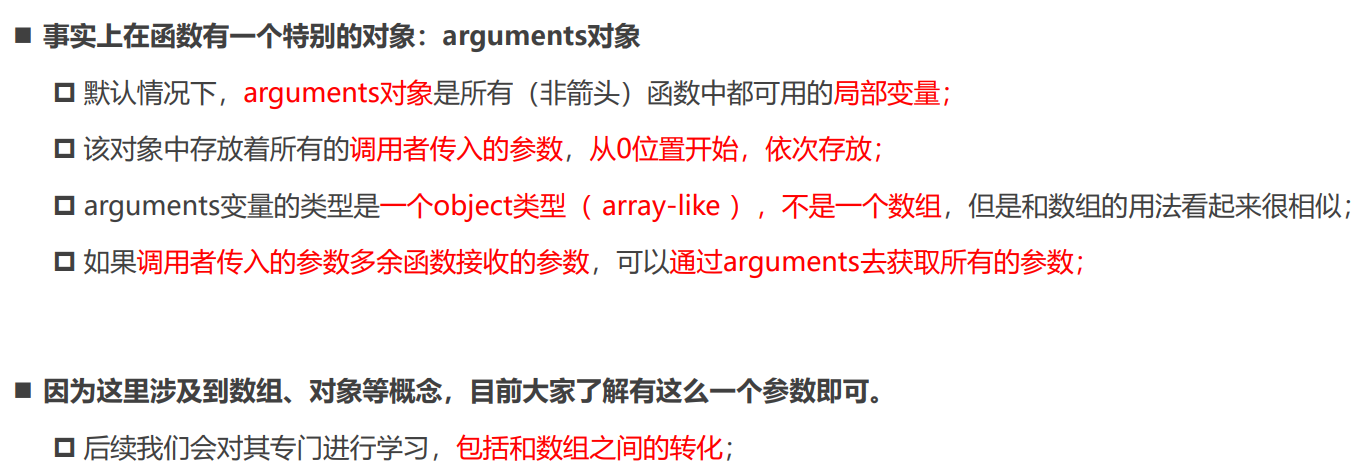 ■ 事实上在函数有一个特别的对象：arguments对象
默认情况下，arguments对象是所有（非箭头）函数中都可用的局部变量；
该对象中存放着所有的调用者传入的参数，从0位置开始，依次存放；
arguments变量的类型是一个object类型（ array-like ），不是一个数组，但是和数组的用法看起来很相似；
如果调用者传入的参数多余函数接收的参数，可以通过arguments去获取所有的参数；
■ 因为这里涉及到数组、对象等概念，目前大家了解有这么一个参数即可。
后续我们会对其专门进行学习，包括和数组之间的转化；